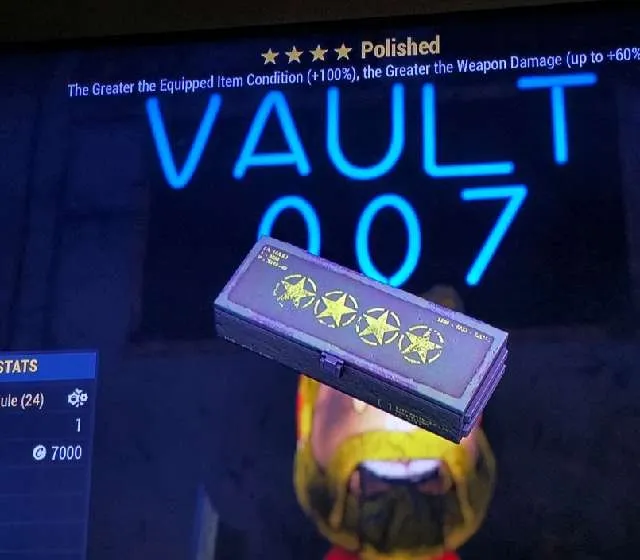 Polished
The Greater the Equipped Item Condition (+100%), the Greater the Weapon Damage (up to +60%
VAULT
007
STATS
ule (24)
1
7000